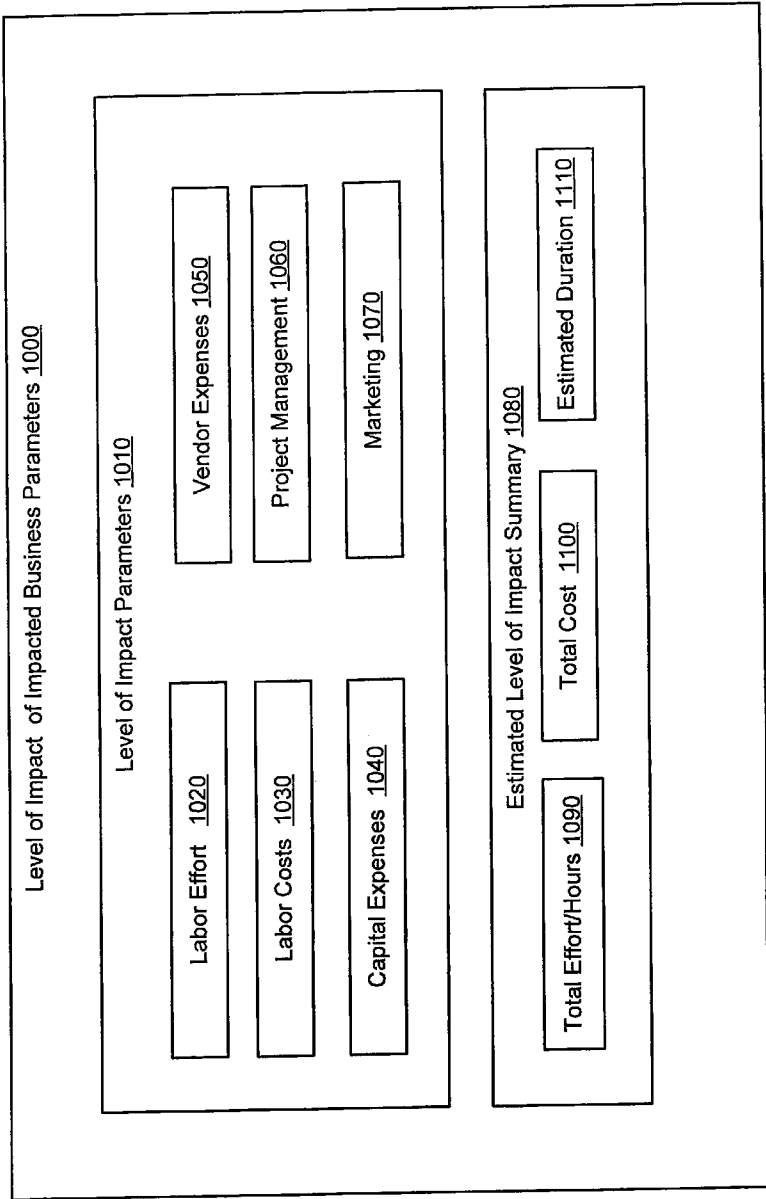 Level of Impact of Impacted Business Parameters 1000
Level of Impact Parameters 1010
Labor Effort 1020
Labor Costs 1030
Capital Expenses 1040
Vendor Expenses 1050
Project Management 1060
Marketing 1070
Estimated Level of Impact Summary 1080
Total Effort/Hours 1090
Total Cost 1100
Estimated Duration 1110